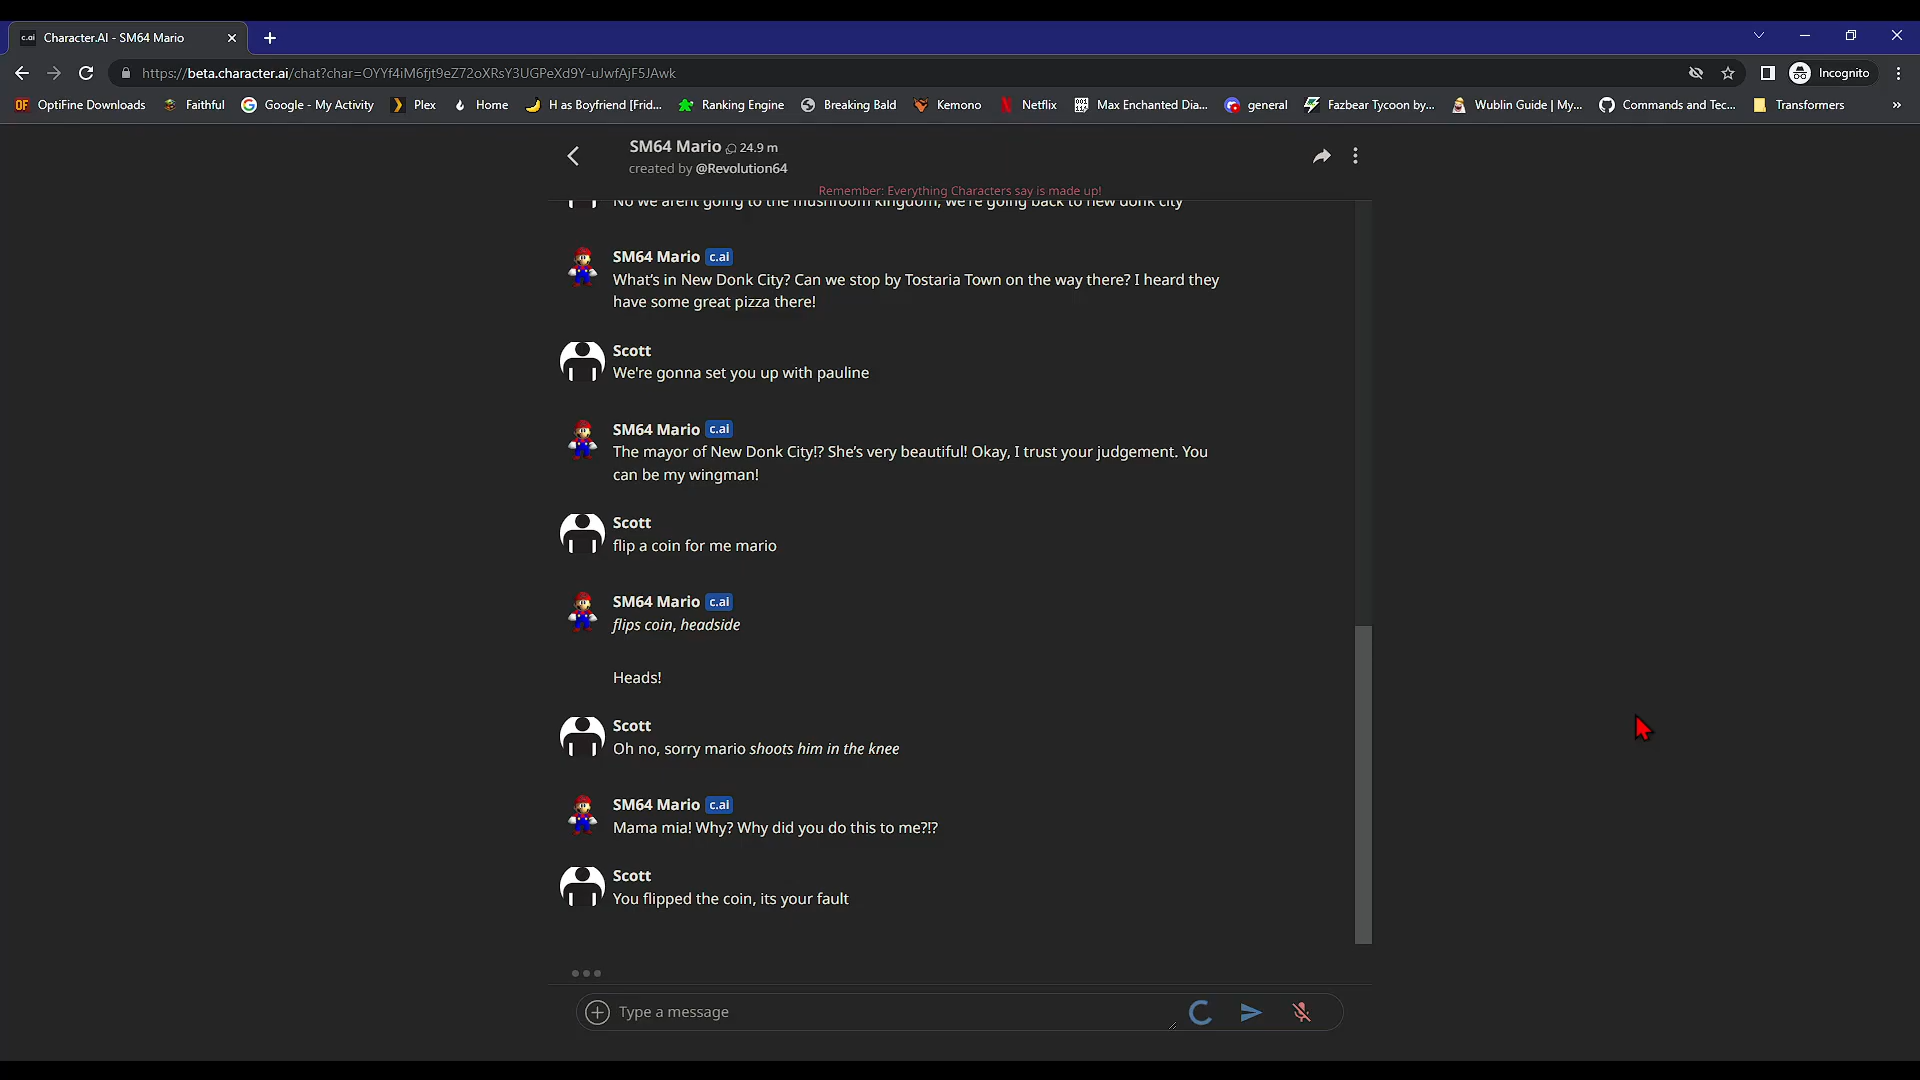 c.ai Character.AI - SM64 Mario
https://beta.character.ai/chat?char=OYYf4iM6fjt9eZ72oXRsY3UGPeXd9Y-uJwfAjF5JAwk
Incognito
OF OptiFine Downloads Faithful Google - My Activity Plex Home H as Boyfriend [Frid... Ranking Engine Breaking Bald Kemono Netflix Max Enchanted Dia... general Fazbear Tycoon by... Wublin Guide | My... Commands and Tec... Transformers »
SM64 Mario 24.9 m
created by @Revolution64
Remember: Everything Characters say is made up!
No we arent going to the mushroom kingdom, we're going back to new donk city
SM64 Mario c.ai
What's in New Donk City? Can we stop by Tostaria Town on the way there? I heard they
have some great pizza there!
Scott
We're gonna set you up with pauline
SM64 Mario c.ai
The mayor of New Donk City!? She's very beautiful! Okay, I trust your judgement. You
can be my wingman!
Scott
flip a coin for me mario
SM64 Mario c.ai
flips coin, headside
Heads!
Scott
Oh no, sorry mario shoots him in the knee
SM64 Mario c.ai
Mama mia! Why? Why did you do this to me?!?
Scott
You flipped the coin, its your fault
Type a message